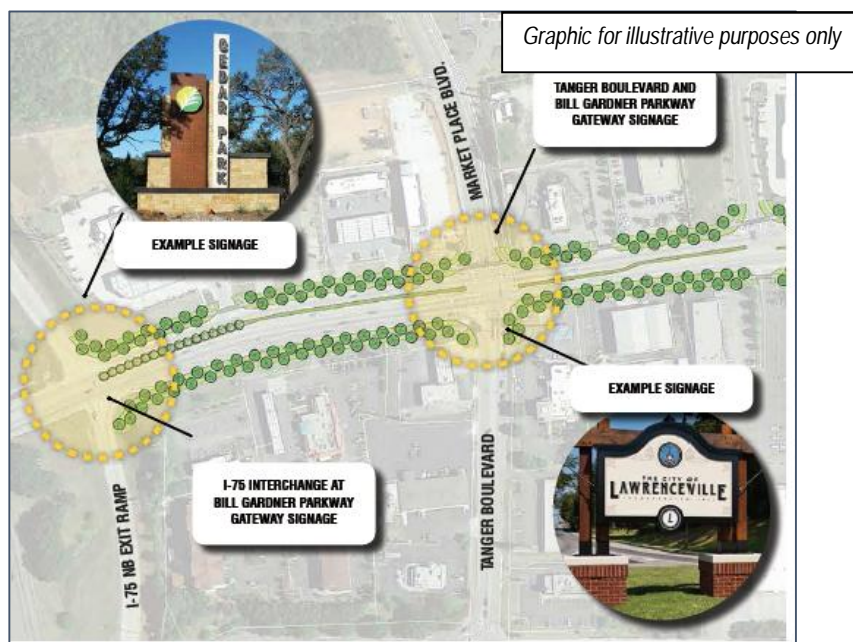 Graphic for illustrative purposes only
CEDAR PARK
MARKET PLACE BLVD.
TANGER BOULEVARD AND
BILL GARDNER PARKWAY
GATEWAY SIGNAGE
EXAMPLE SIGNAGE
EXAMPLE SIGNAGE
I-75 INTERCHANGE AT
BILL GARDNER PARKWAY
GATEWAY SIGNAGE
I-75 NB EXIT RAMP
TANGER BOULEVARD
THE CITY OF
LAWRENCEVILLE
L